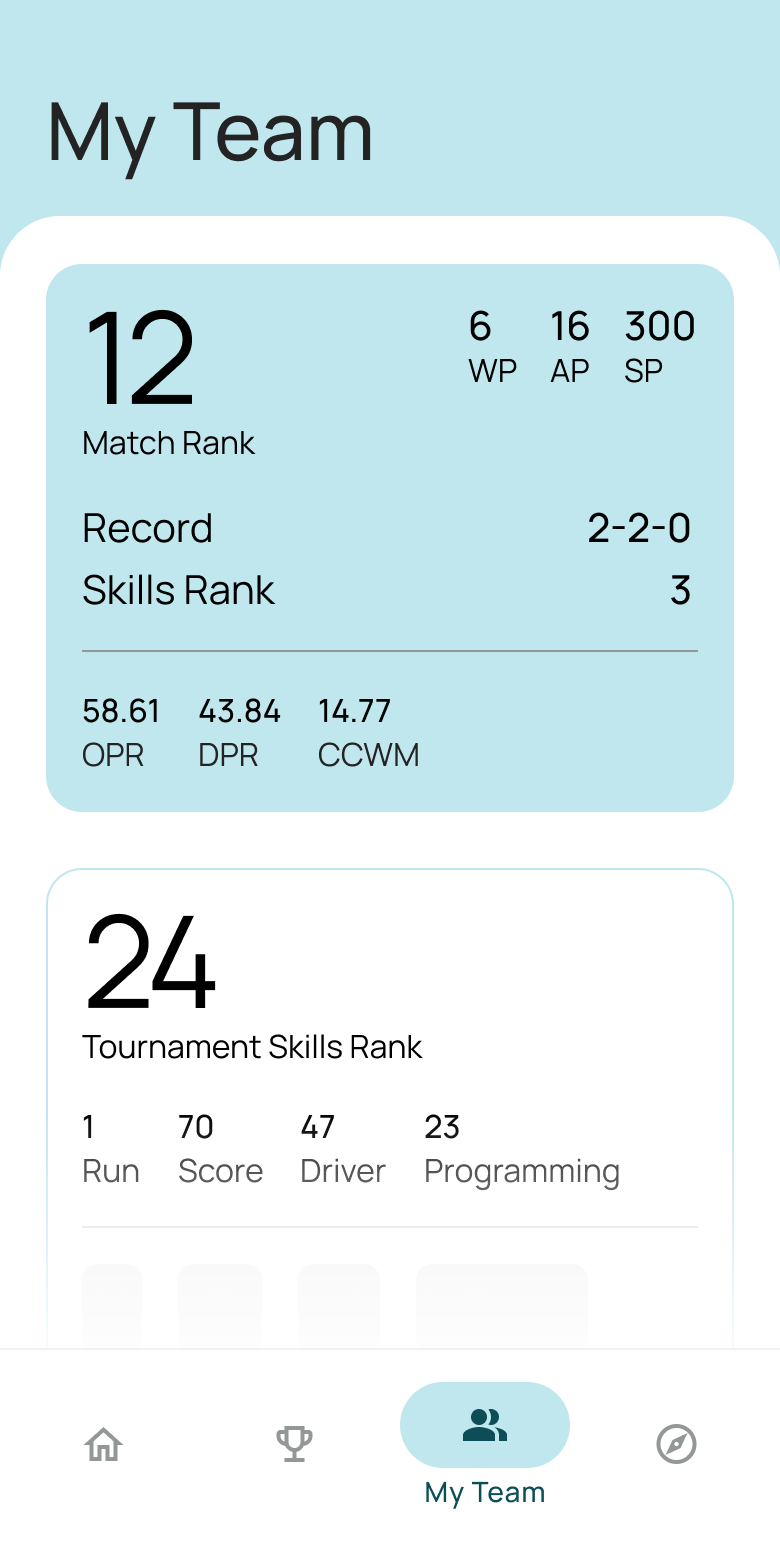 My Team
12
6 16 300
WP AP SP
Match Rank
Record 2-2-0
Skills Rank 3
58.61 43.84 14.77
OPR DPR CCWM
24
Tournament Skills Rank
1 70 47 23
Run Score Driver Programming
My Team